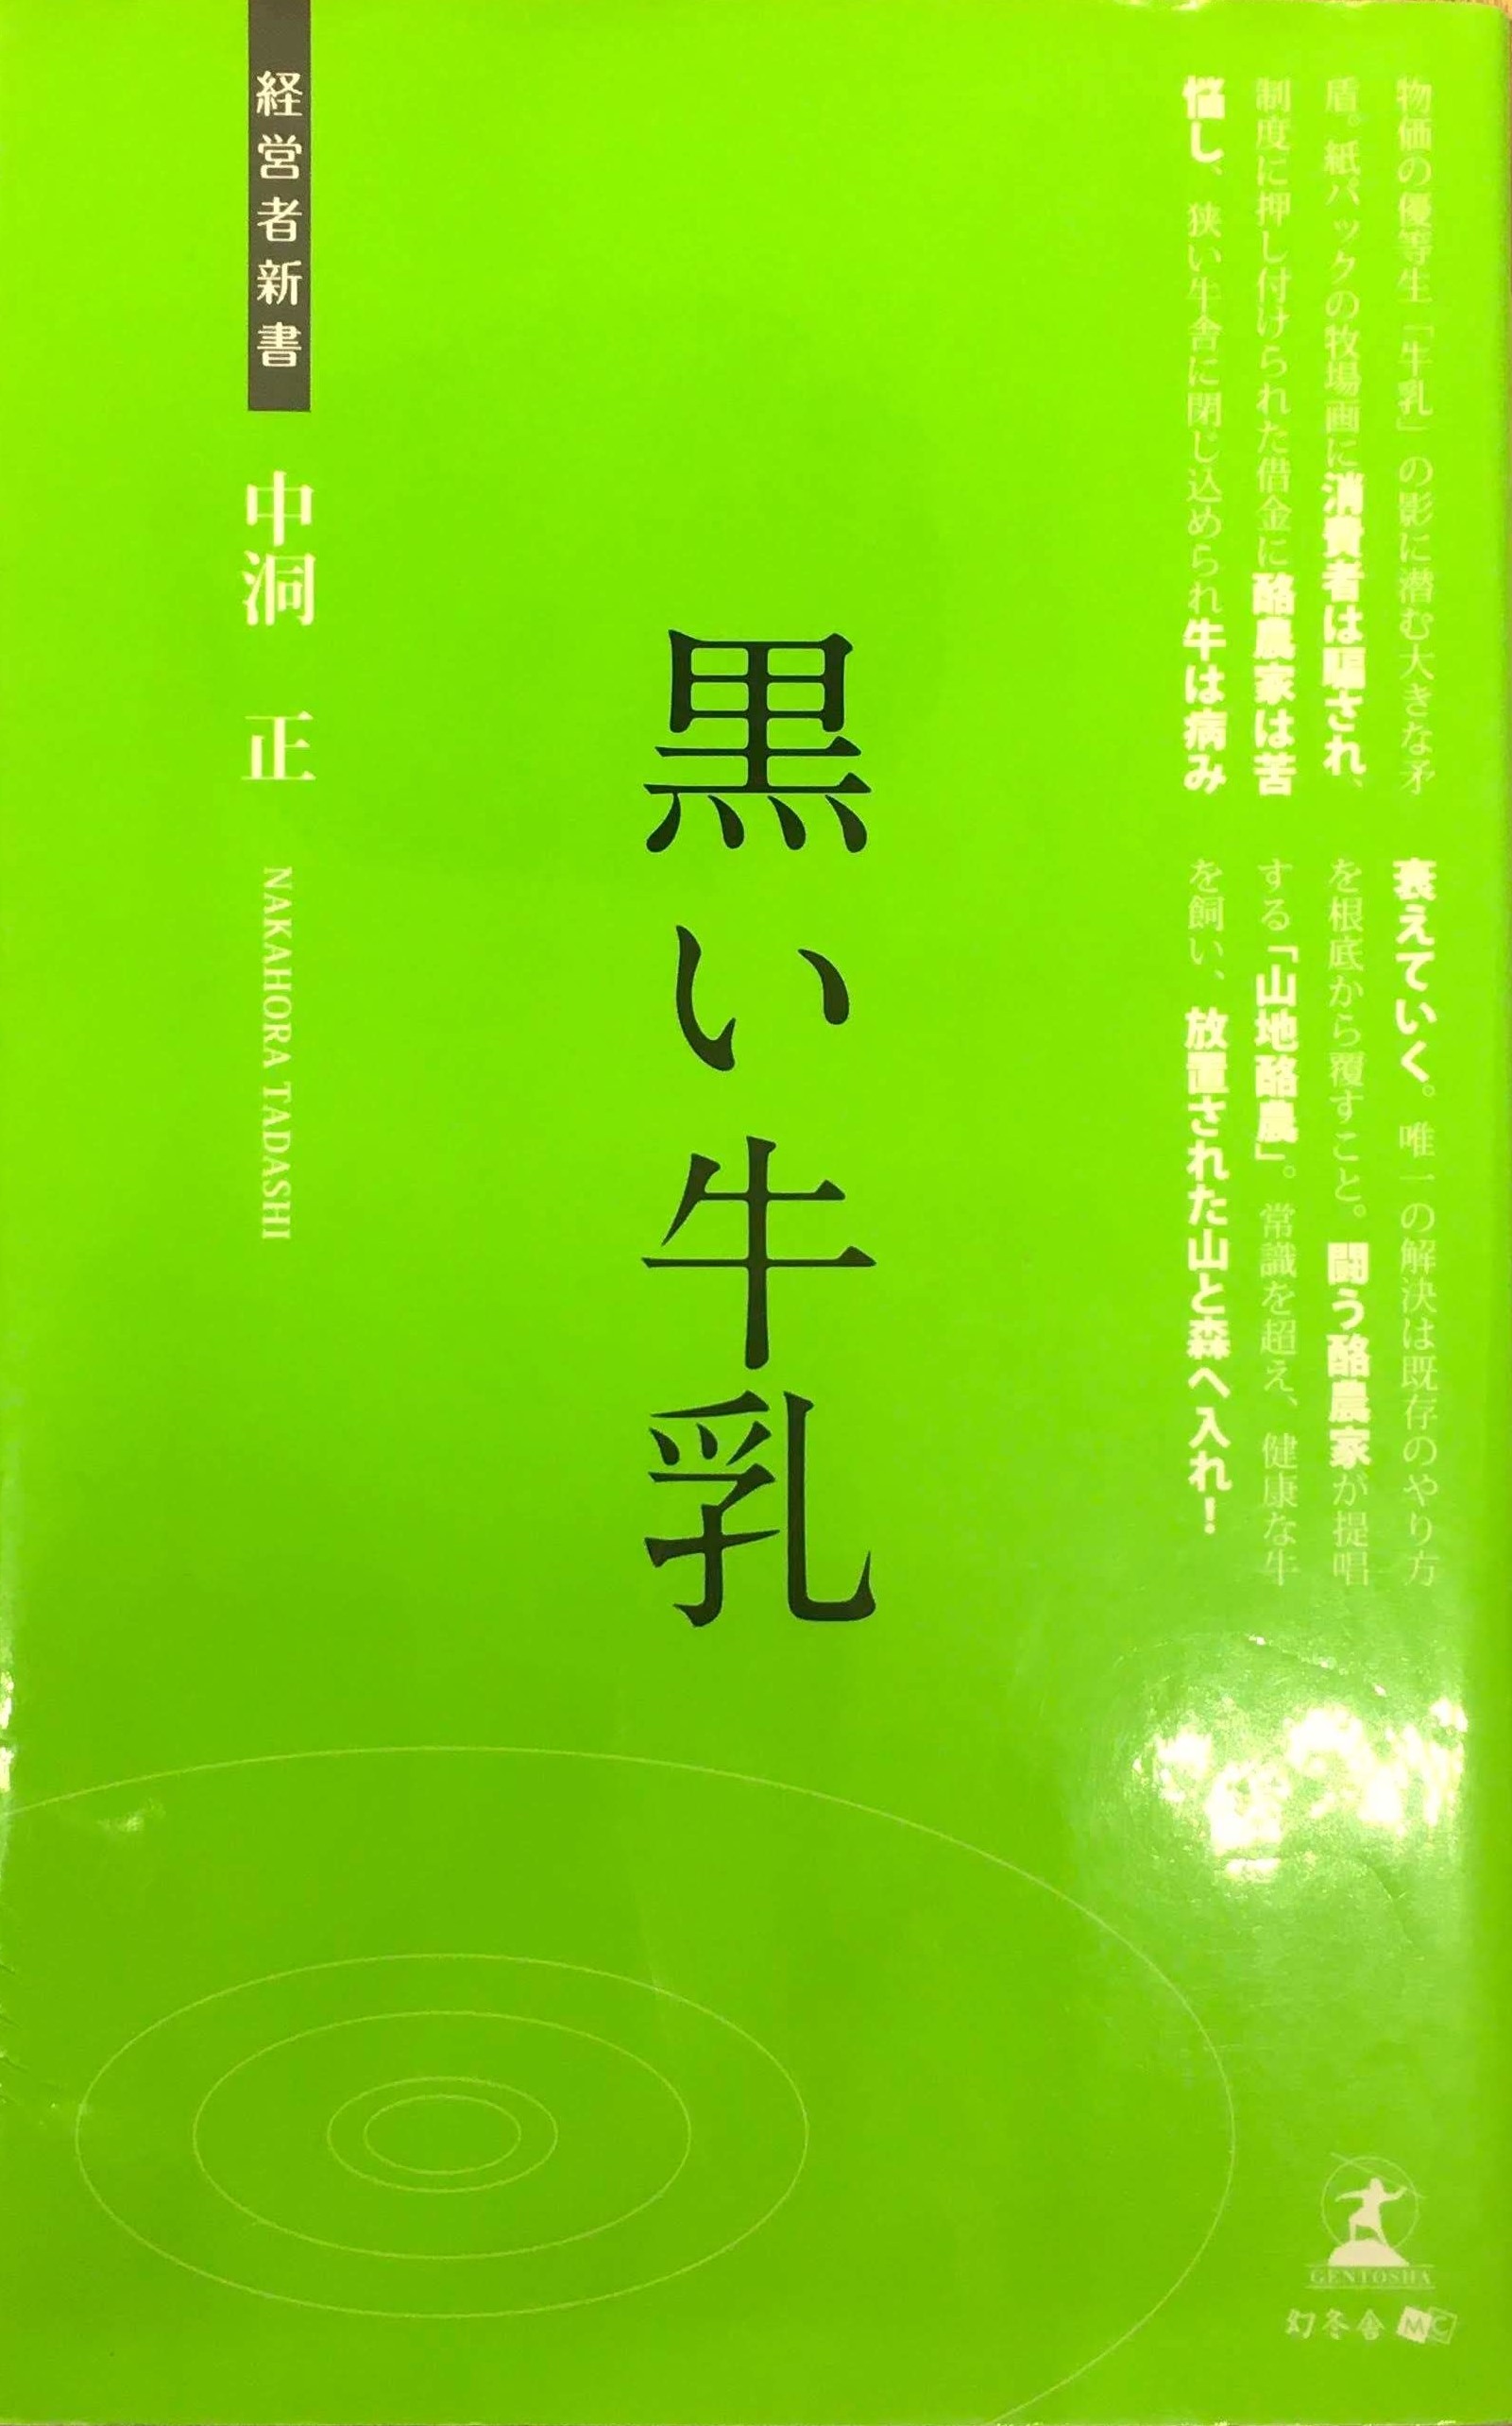 物価の優等生「牛乳」の影に潜む大きな矛
盾。紙パックの牧場画に消費者は騙され、
制度に押し付けられた借金に酪農家は苦
悩し、狭い牛舎に閉じ込められ牛は病み
衰えていく。唯一の解決は既存のやり方
を根底から覆すこと。闘う酪農家が提唱
する「山地酪農」。常識を超え、健康な牛
を飼い、放置された山と森へ入れ！
黒い牛乳
経営者新書
中洞 正
NAKAHORA TADASHI
GENTOSHA
幻冬舎 MC